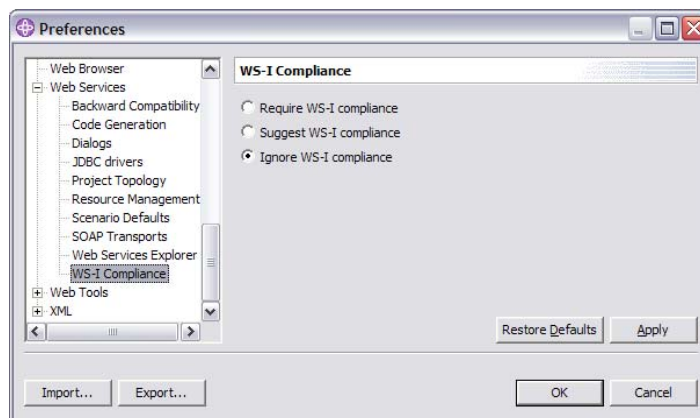 Preferences
Web Browser
Web Services
Backward Compatibility
Code Generation
Dialogs
JDBC drivers
Project Topology
Resource Management
Scenario Defaults
SOAP Transports
Web Services Explorer
WS-I Compliance
Web Tools
XML
WS-I Compliance
Require WS-I compliance
Suggest WS-I compliance
Ignore WS-I compliance
Restore Defaults
Apply
Import...
Export...
OK
Cancel